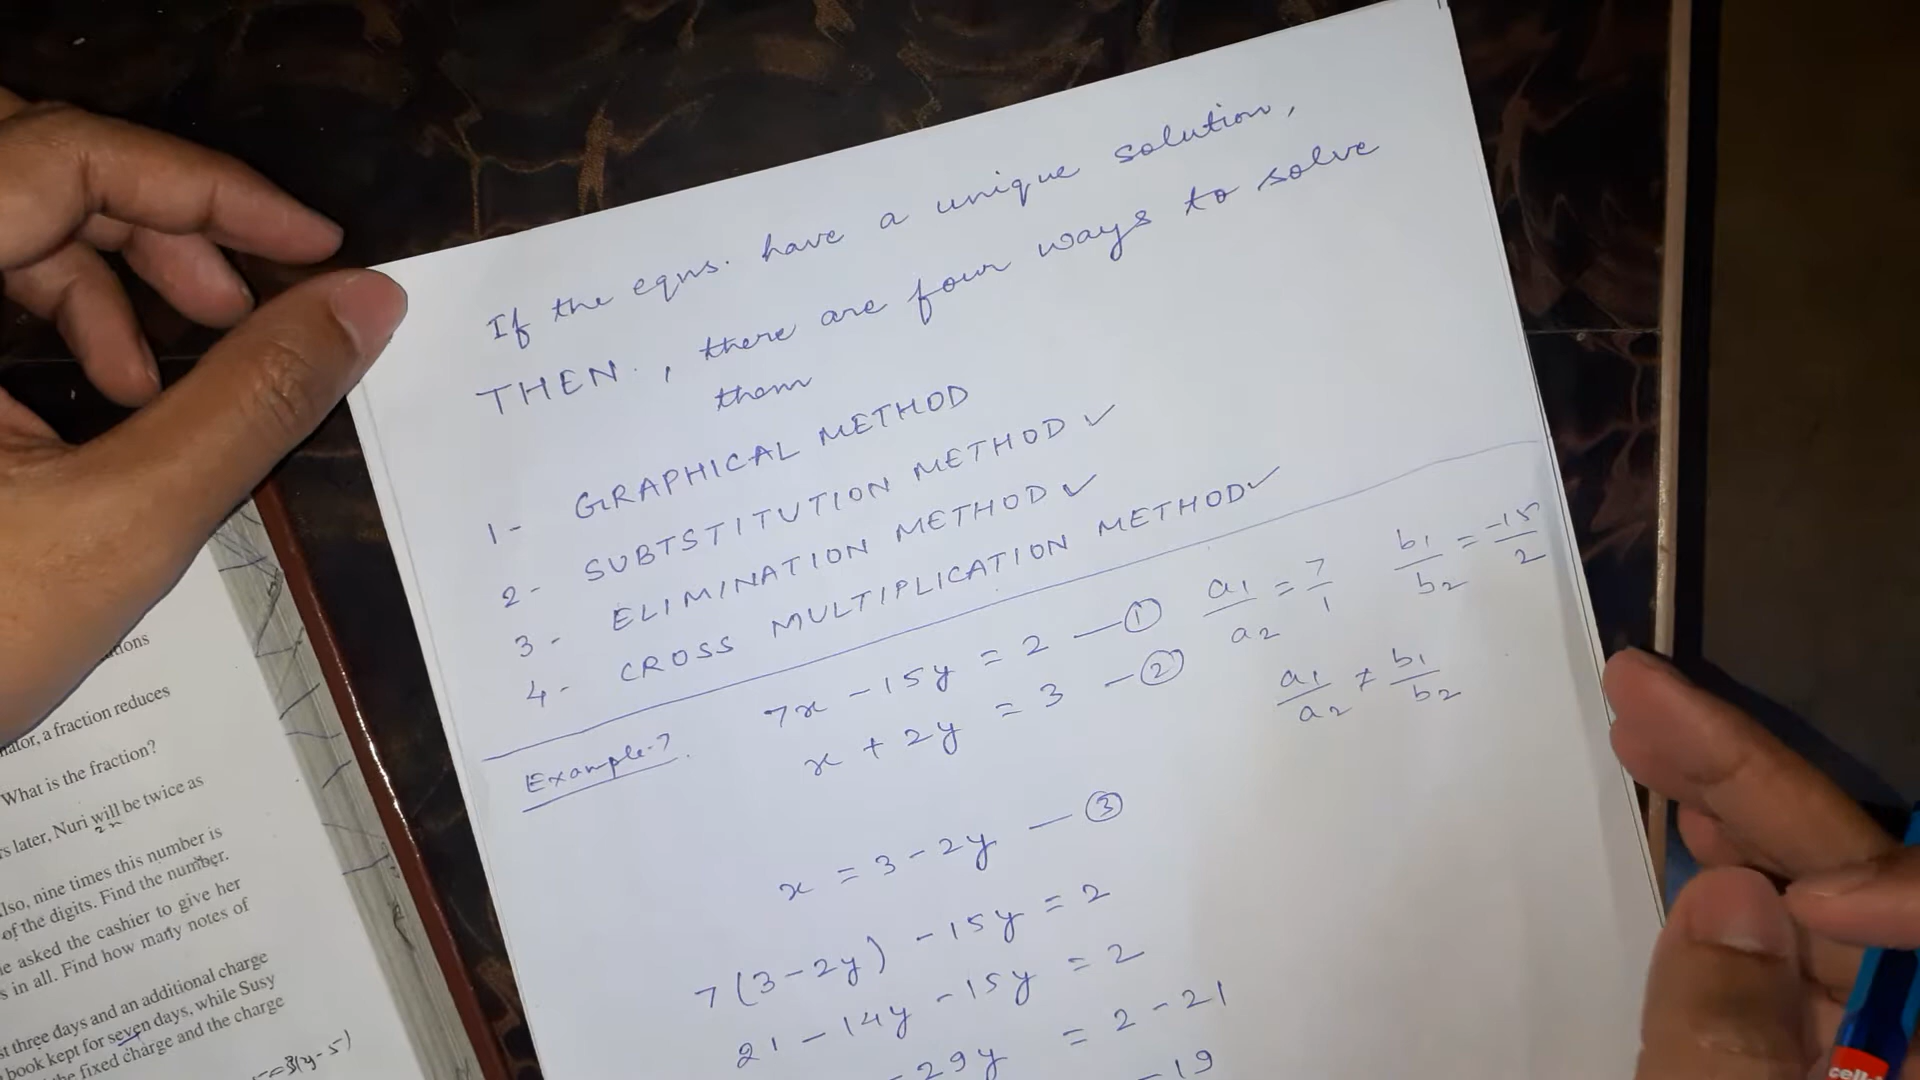 If the eqns. have a unique solution,
THEN., there are four ways to solve
them
1- GRAPHICAL METHOD
2- SUBTSTITUTION METHOD ✓
3- ELIMINATION METHOD ✓
4- CROSS MULTIPLICATION METHOD ✓
Example-7. 7x - 15y = 2 — ①
x + 2y = 3 — ②
a1/a2 = 7/1 b1/b2 = -15/2
a1/a2 ≠ b1/b2
x = 3 - 2y — ③
7(3-2y) - 15y = 2
21 - 14y - 15y = 2
-29y = 2 - 21
-19
a fraction reduces
What is the fraction?
later, Nuri will be twice as
nine times this number is
of the digits. Find the number.
asked the cashier to give her
in all. Find how many notes of
three days and an additional charge
book kept for seven days, while Susy
fixed charge and the charge
=3(y-5)
cell